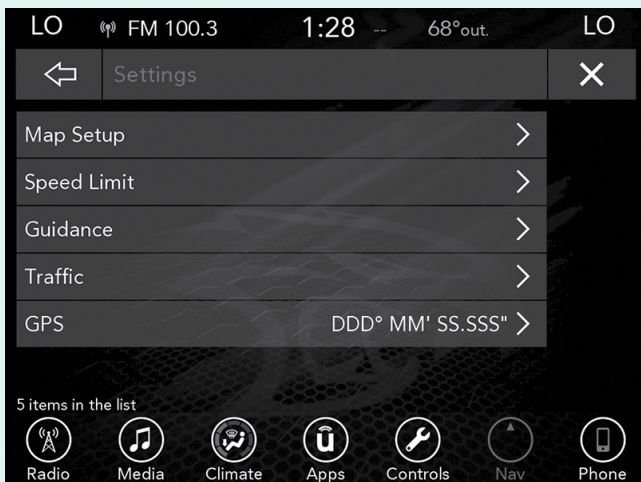 LO FM 100.3 1:28 -- 68°out. LO
Settings
Map Setup
Speed Limit
Guidance
Traffic
GPS DDD° MM' SS.SSS"
5 items in the list
Radio Media Climate Apps Controls Nav Phone